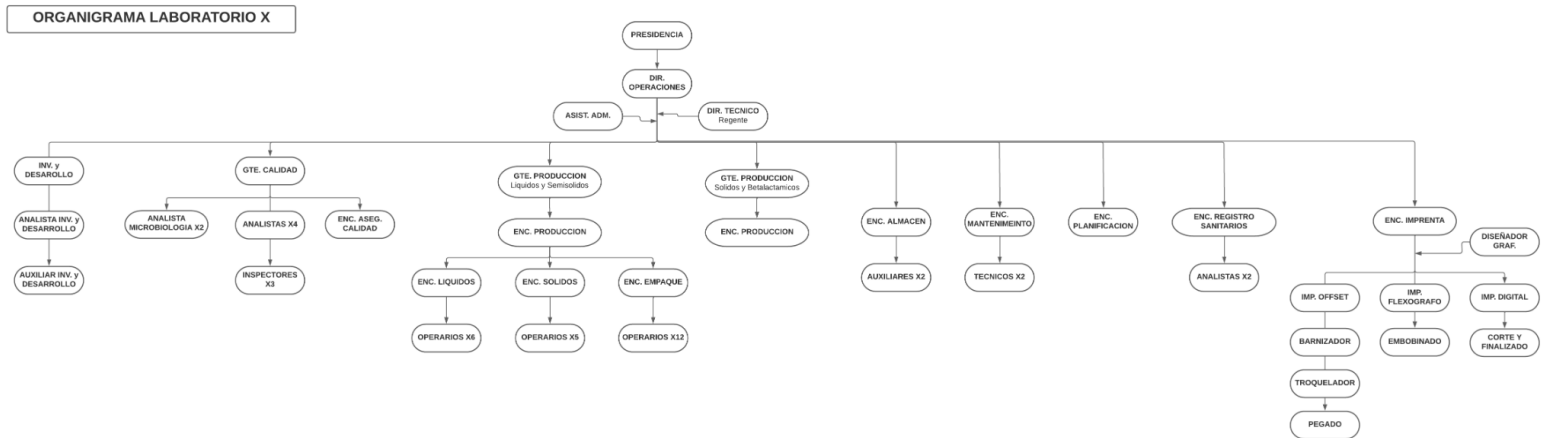 ORGANIGRAMA LABORATORIO X
PRESIDENCIA
DIR.
OPERACIONES
ASIST. ADM.
DIR. TECNICO
Regente
INV. y
DESAROLLO
GTE. CALIDAD
GTE. PRODUCCION
Liquidos y Semisolidos
GTE. PRODUCCION
Solidos y Betalactamicos
ANALISTA INV. y
DESARROLLO
ANALISTA
MICROBIOLOGIA X2
ANALISTAS X4
ENC. ASEG.
CALIDAD
ENC. PRODUCCION
ENC. PRODUCCION
ENC. ALMACEN
ENC.
MANTENIMEINTO
ENC.
PLANIFICACION
ENC. REGISTRO
SANITARIOS
ENC. IMPRENTA
DISEÑADOR
GRAF.
AUXILIAR INV. y
DESARROLLO
INSPECTORES
X3
ENC. LIQUIDOS
ENC. SOLIDOS
ENC. EMPAQUE
AUXILIARES X2
TECNICOS X2
ANALISTAS X2
IMP. OFFSET
IMP.
FLEXOGRAFO
IMP. DIGITAL
OPERARIOS X6
OPERARIOS X5
OPERARIOS X12
BARNIZADOR
EMBOBINADO
CORTE Y
FINALIZADO
TROQUELADOR
PEGADO